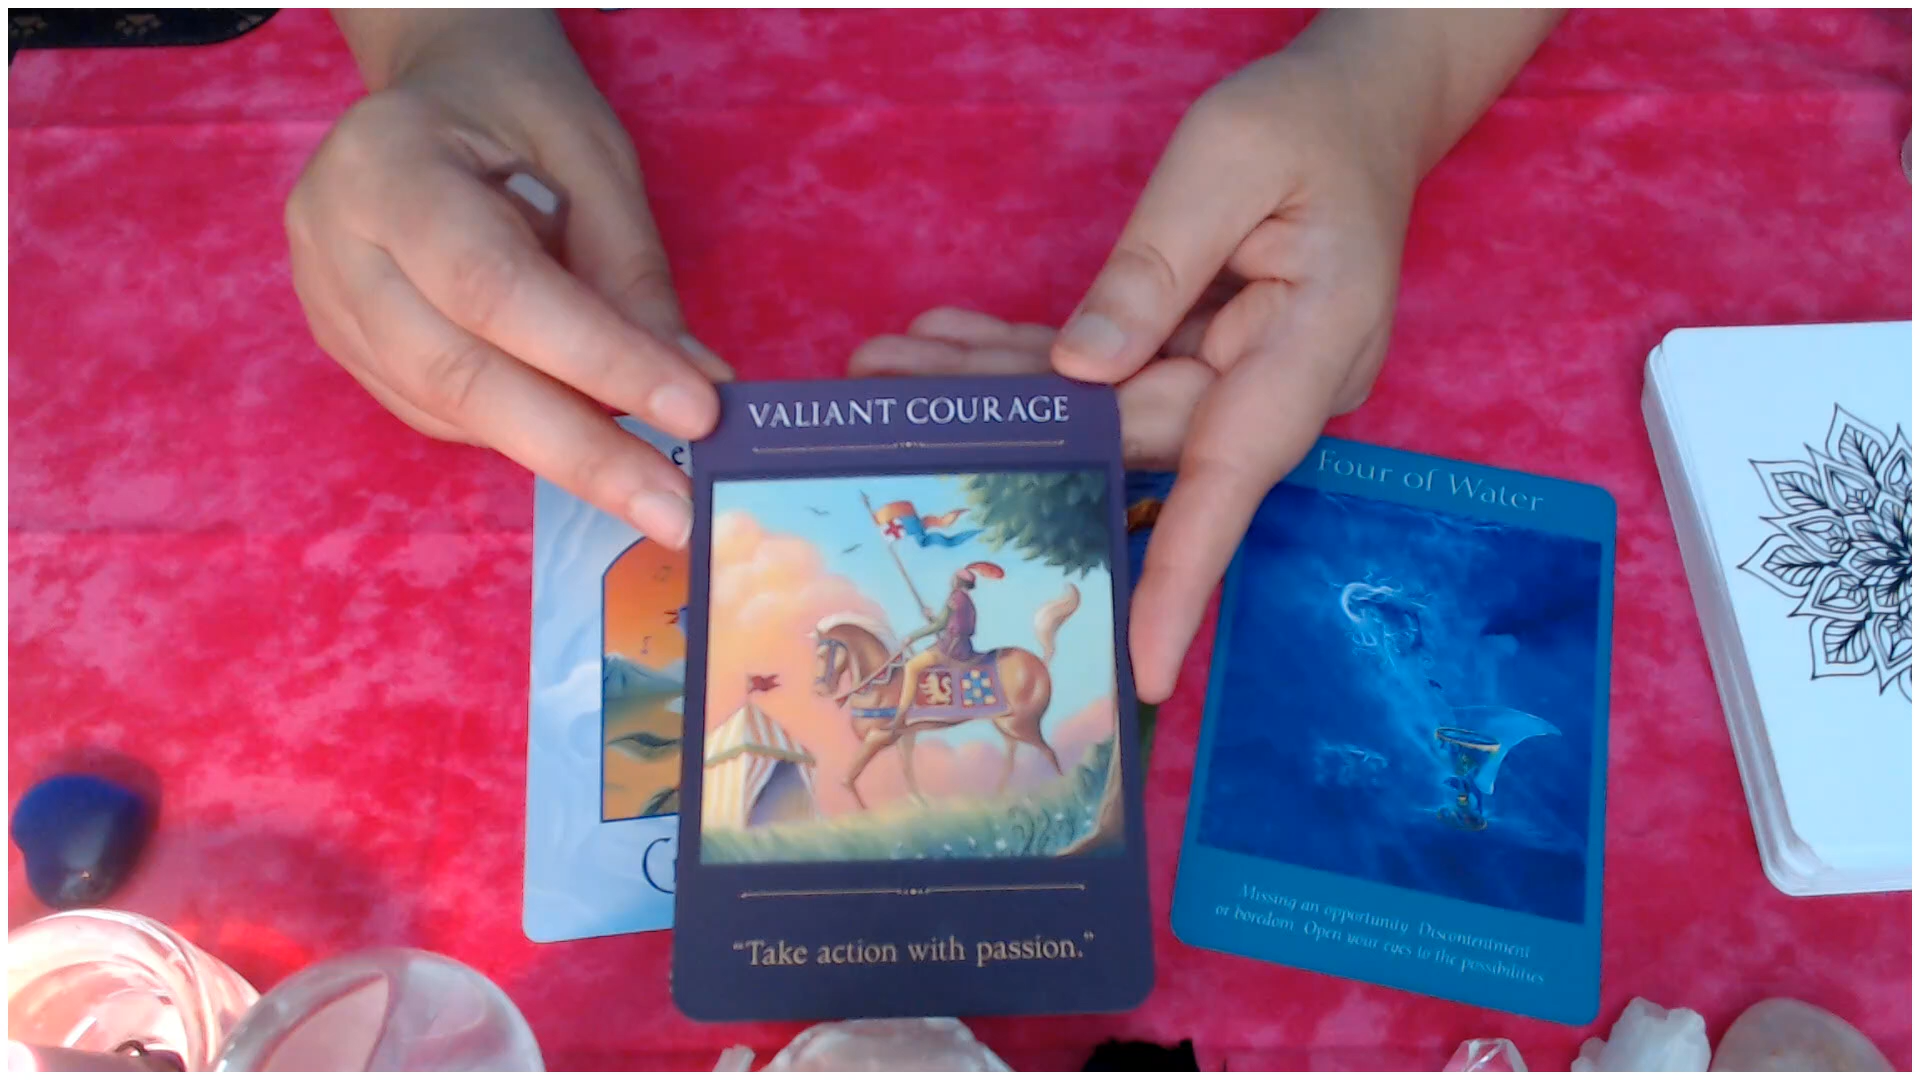 VALIANT COURAGE
"Take action with passion."
Four of Water
Missing an opportunity. Discontentment
or boredom. Open your eyes to the possibilities